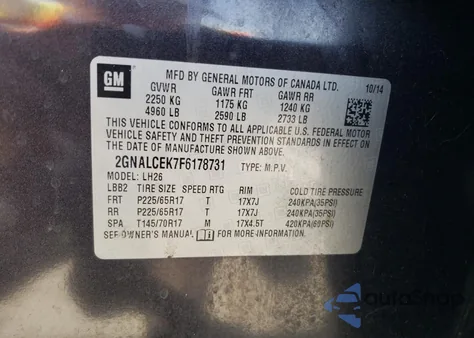 GM
MFD BY GENERAL MOTORS OF CANADA LTD. 10/14
GVWR GAWR FRT GAWR RR
2250 KG 1175 KG 1240 KG
4960 LB 2590 LB 2733 LB
THIS VEHICLE CONFORMS TO ALL APPLICABLE U.S. FEDERAL MOTOR
VEHICLE SAFETY AND THEFT PREVENTION STANDARDS IN EFFECT ON
THE DATE OF MANUFACTURE SHOWN ABOVE.
2GNALCEK7F6178731 TYPE: M.P.V.
MODEL: LH26
LBB2 TIRE SIZE SPEED RTG RIM COLD TIRE PRESSURE
FRT P225/65R17 T 17X7J 240KPA(35PSI)
RR P225/65R17 T 17X7J 240KPA(35PSI)
SPA T145/70R17 M 17X4.5T 420KPA(60PSI)
SEE OWNER'S MANUAL FOR MORE INFORMATION.
AutoSnap